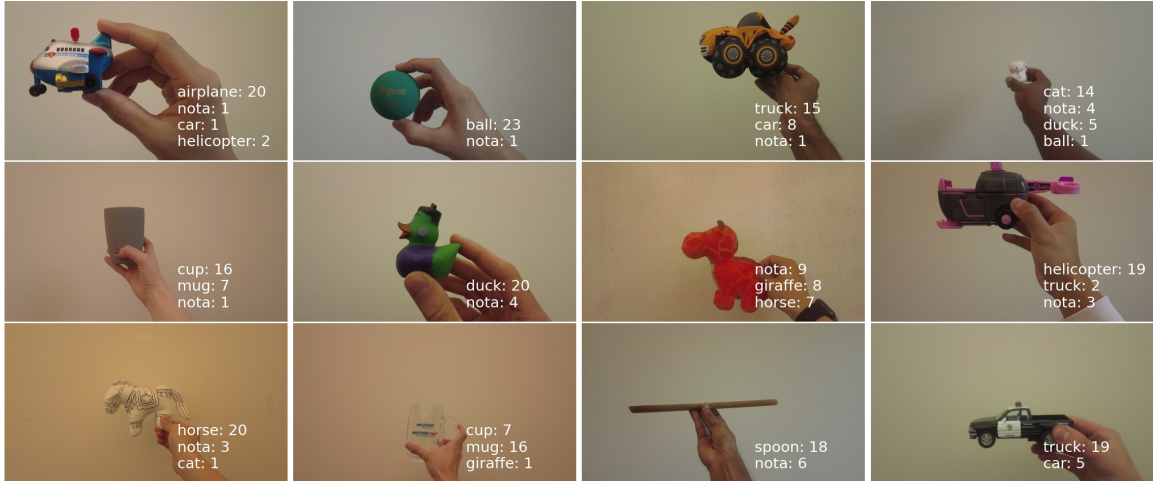 airplane: 20
nota: 1
car: 1
helicopter: 2
ball: 23
nota: 1
truck: 15
car: 8
nota: 1
cat: 14
nota: 4
duck: 5
ball: 1
cup: 16
mug: 7
nota: 1
duck: 20
nota: 4
nota: 9
giraffe: 8
horse: 7
helicopter: 19
truck: 2
nota: 3
horse: 20
nota: 3
cat: 1
cup: 7
mug: 16
giraffe: 1
spoon: 18
nota: 6
truck: 19
car: 5